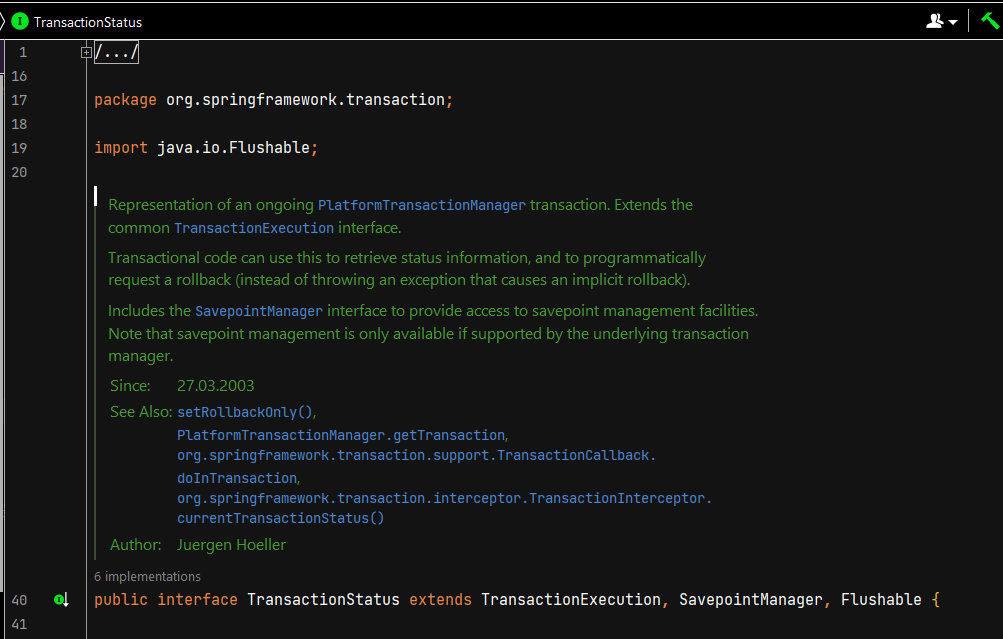 TransactionStatus
1 /.../
16
17 package org.springframework.transaction;
18
19 import java.io.Flushable;
20
Representation of an ongoing PlatformTransactionManager transaction. Extends the
common TransactionExecution interface.
Transactional code can use this to retrieve status information, and to programmatically
request a rollback (instead of throwing an exception that causes an implicit rollback).
Includes the SavepointManager interface to provide access to savepoint management facilities.
Note that savepoint management is only available if supported by the underlying transaction
manager.
Since: 27.03.2003
See Also: setRollbackOnly(),
PlatformTransactionManager.getTransaction,
org.springframework.transaction.support.TransactionCallback.
doInTransaction,
org.springframework.transaction.interceptor.TransactionInterceptor.
currentTransactionStatus()
Author: Juergen Hoeller
6 implementations
40 public interface TransactionStatus extends TransactionExecution, SavepointManager, Flushable {
41